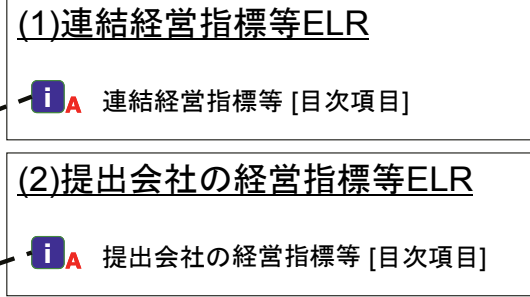 (1)連結経営指標等ELR
i A 連結経営指標等 [目次項目]
(2)提出会社の経営指標等ELR
i A 提出会社の経営指標等 [目次項目]